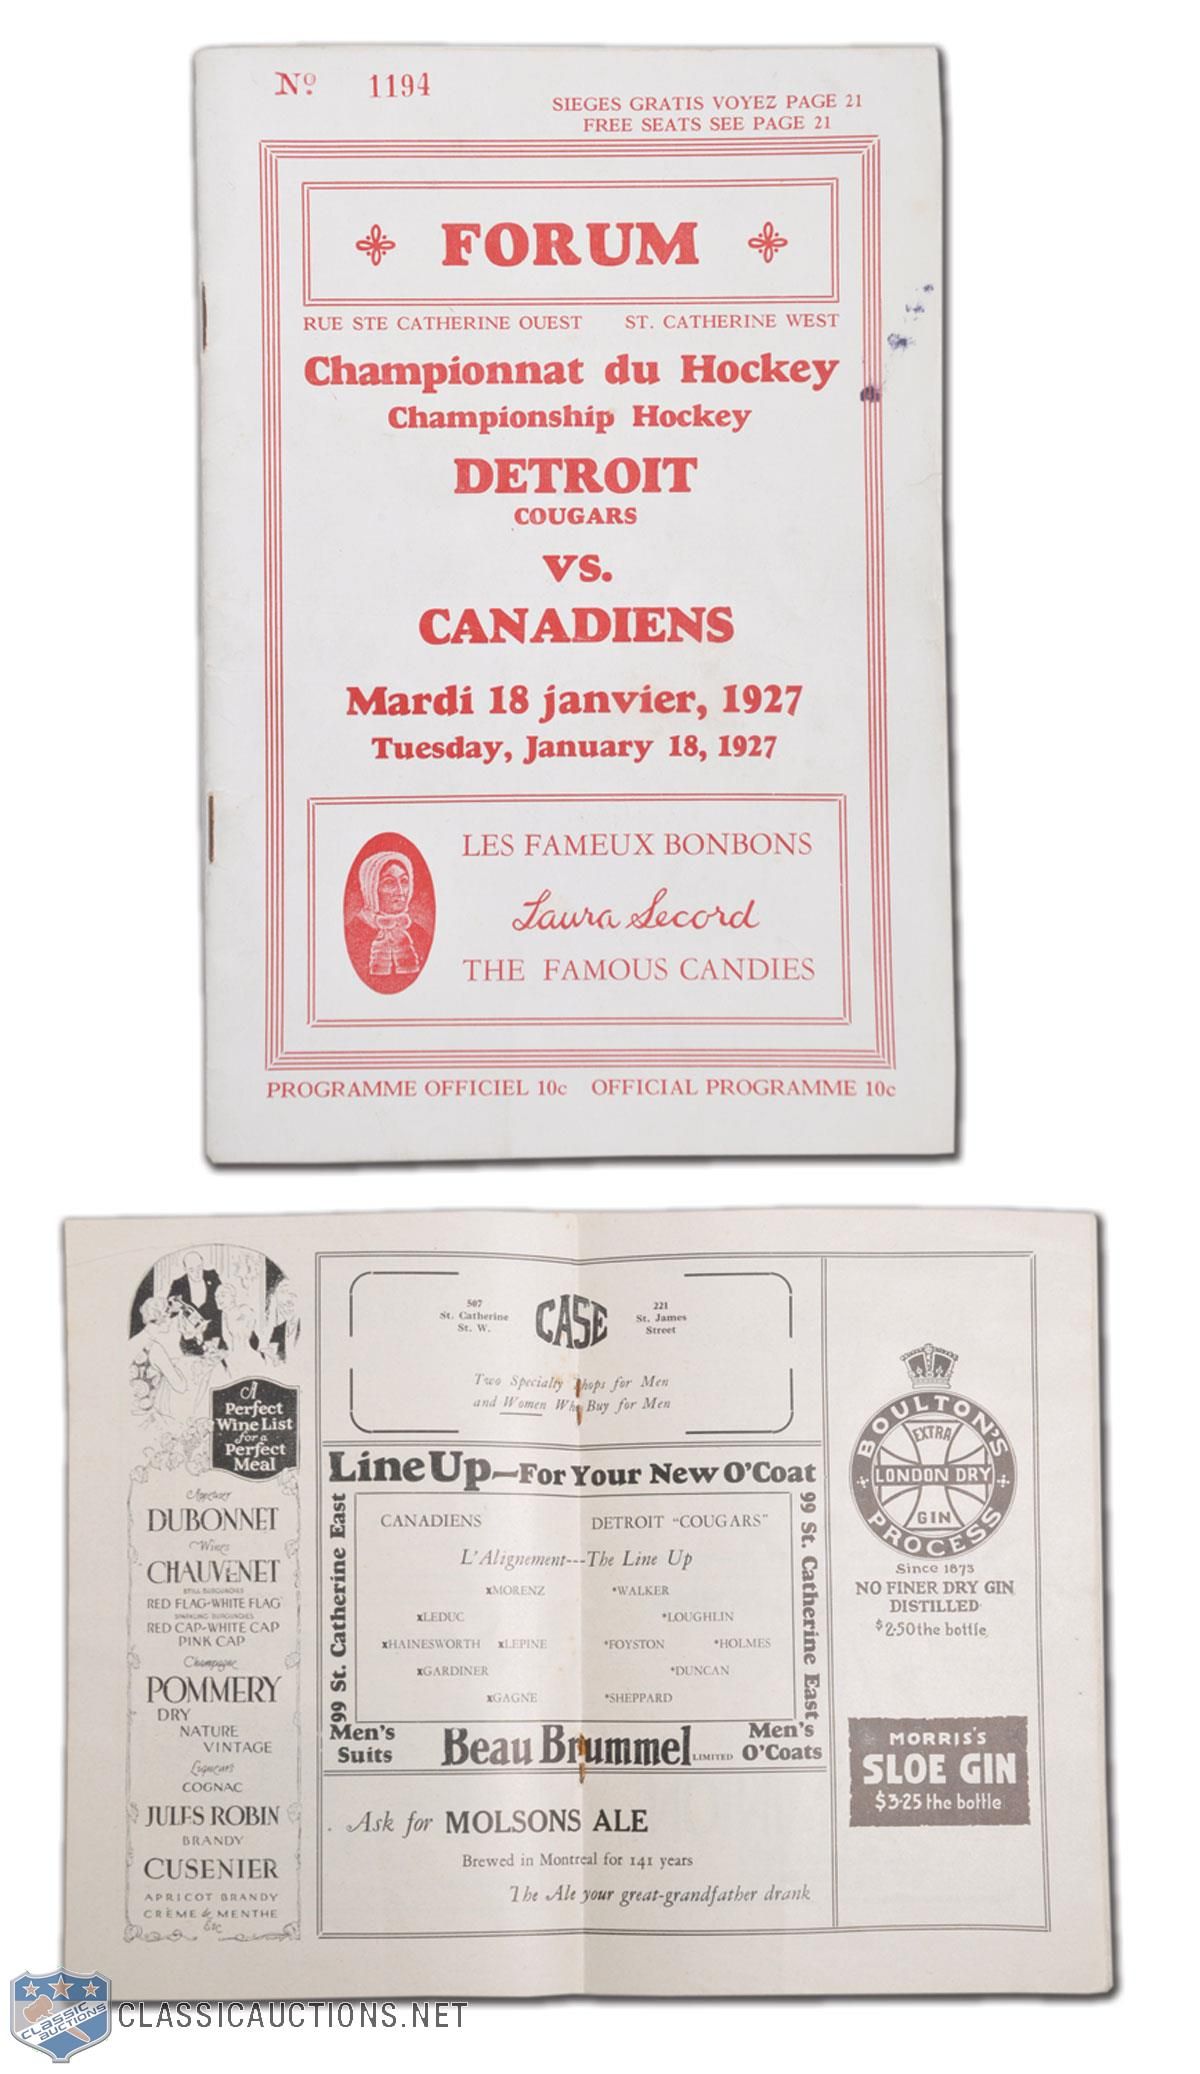 Nº. 1194
SIEGES GRATIS VOYEZ PAGE 21
FREE SEATS SEE PAGE 21
FORUM
RUE STE CATHERINE OUEST ST. CATHERINE WEST
Championnat du Hockey
Championship Hockey
DETROIT
COUGARS
VS.
CANADIENS
Mardi 18 janvier, 1927
Tuesday, January 18, 1927
LES FAMEUX BONBONS
Laura Secord
THE FAMOUS CANDIES
PROGRAMME OFFICIEL 10c OFFICIAL PROGRAMME 10c
A
Perfect
Wine List
for a
Perfect
Meal
DUBONNET
Wines
CHAUVENET
STILL BURGUNDIES
RED FLAG-WHITE FLAG
SPARKLING BURGUNDIES
RED CAP-WHITE CAP
PINK CAP
Champagne
POMMERY
DRY
NATURE
VINTAGE
Liqueurs
COGNAC
JULES ROBIN
BRANDY
CUSENIER
APRICOT BRANDY
CRÈME de MENTHE
Etc
507
St. Catherine
St. W.
CASE
221
St. James
Street
Two Specialty Shops for Men
and Women Who Buy for Men
Line Up—For Your New O'Coat
99 St. Catherine East
CANADIENS DETROIT "COUGARS"
L'Alignement---The Line Up
xMORENZ *WALKER
xLEDUC *LOUGHLIN
xHAINESWORTH xLEPINE *FOYSTON *HOLMES
xGARDINER *DUNCAN
xGAGNE *SHEPPARD
99 St. Catherine East
Men's
Suits
Beau Brummel LIMITED
Men's
O'Coats
Ask for MOLSONS ALE
Brewed in Montreal for 141 years
The Ale your great-grandfather drank
BOULTON'S
EXTRA
LONDON DRY
GIN
PROCESS
Since 1873
NO FINER DRY GIN
DISTILLED
$2.50 the bottle
MORRIS'S
SLOE GIN
$3.25 the bottle
CLASSIC
AUCTIONS
CLASSICAUCTIONS.NET